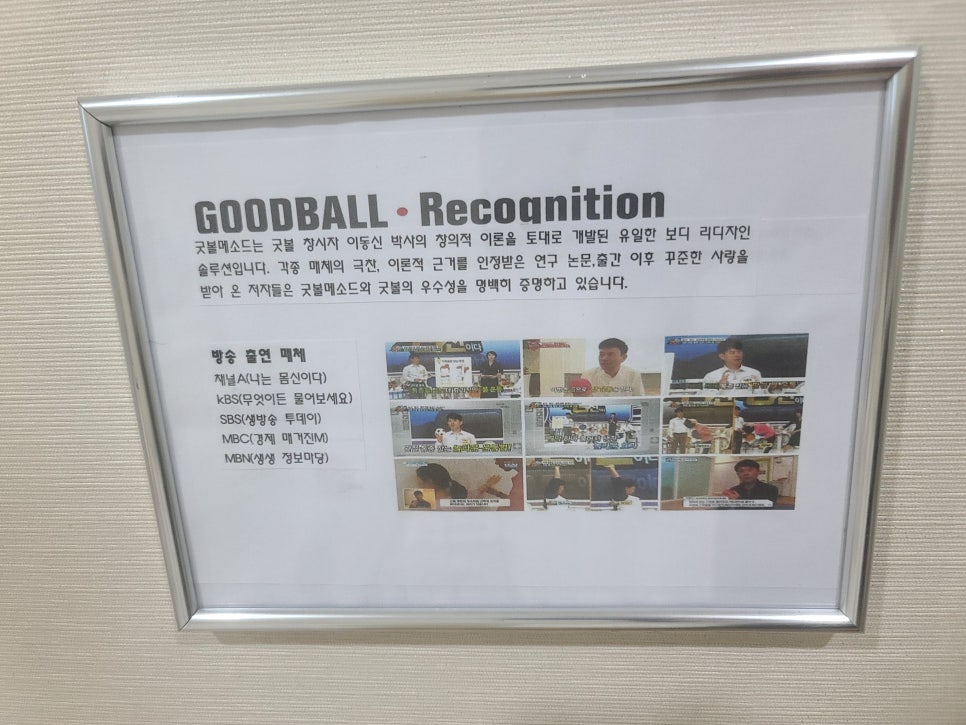 GOODBALL • Recognition
굿볼메소드는 굿볼 창시자 이동신 박사의 창의적 이론을 토대로 개발된 유일한 보디 리디자인
솔루션입니다. 각종 매체의 극찬, 이론적 근거를 인정받은 연구 논문,출간 이후 꾸준한 사랑을
받아 온 저자들은 굿볼메소드와 굿볼의 우수성을 명백히 증명하고 있습니다.
방송 출연 매체
채널A(나는 몸신이다)
kBS(무엇이든 물어보세요)
SBS(생방송 투데이)
MBC(경제 매거진M)
MBN(생생 정보마당)